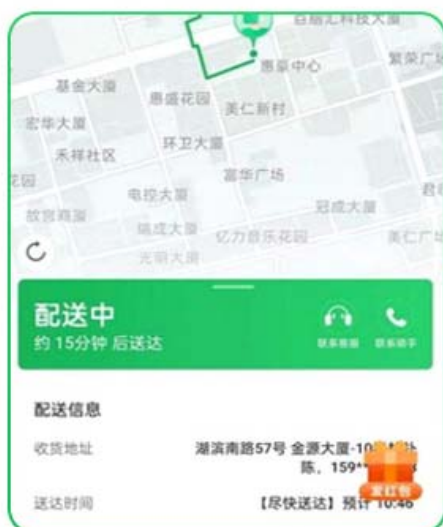 百脑汇科技大厦
繁荣广场
惠豪中心
基金大厦
惠盛花园
美仁新村
宏华大厦
环卫大厦
禾祥社区
富华广场
花园
电控大厦
冠成大厦
故宫商厦
瑞成大厦
亿力音乐花园
美仁广场
光明大厦
配送中
约 15分钟 后送达
联系客服
联系骑手
配送信息
收货地址
湖滨南路57号 金源大厦-10
陈，159**
发红包
送达时间
【尽快送达】预计 10:46